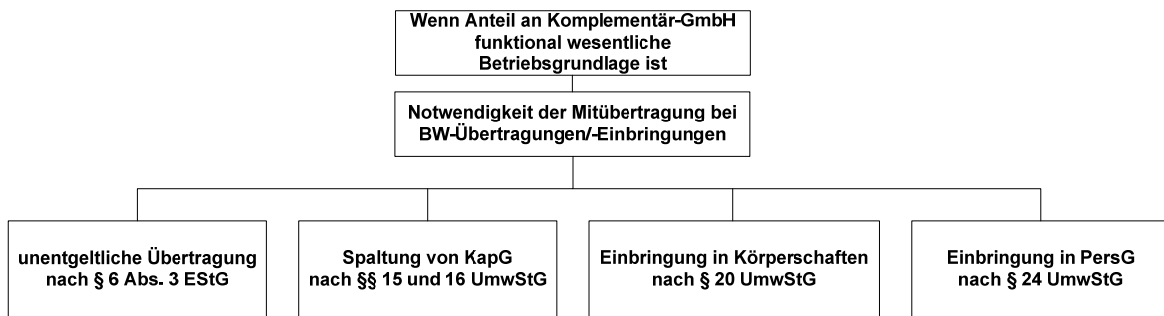 Wenn Anteil an Komplementär-GmbH
funktional wesentliche
Betriebsgrundlage ist
Notwendigkeit der Mitübertragung bei
BW-Übertragungen/-Einbringungen
unentgeltliche Übertragung
nach § 6 Abs. 3 EStG
Spaltung von KapG
nach §§ 15 und 16 UmwStG
Einbringung in Körperschaften
nach § 20 UmwStG
Einbringung in PersG
nach § 24 UmwStG